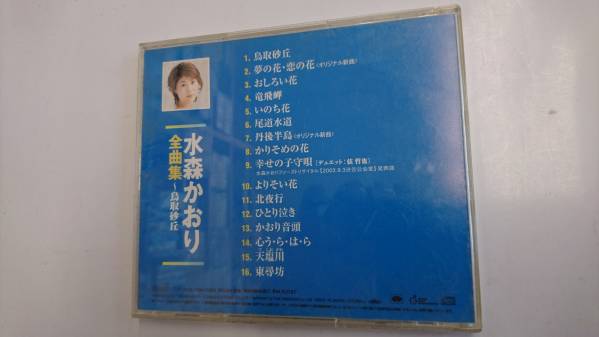 水森かおり
全曲集
～鳥取砂丘
1. 鳥取砂丘
2. 夢の花・恋の花〈オリジナル新曲〉
3. おしろい花
4. 竜飛岬
5. いのち花
6. 尾道水道
7. 丹後半島〈オリジナル新曲〉
8. かりそめの花
9. 幸せの子守唄 [デュエット：弦 哲也]
10. よりそい花
11. 北夜行
12. ひとり泣き
13. かおり音頭
14. 心う・ら・は・ら
15. 天塩川
16. 東尋坊